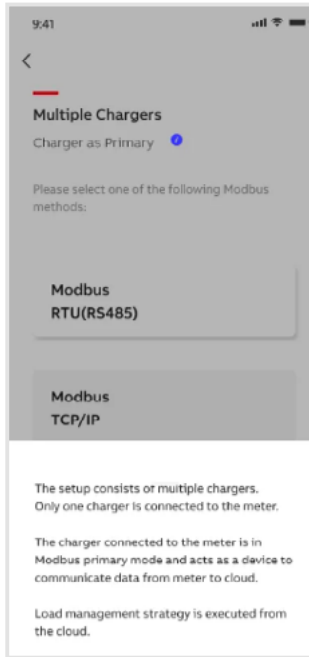 9:41
Multiple Chargers
Charger as Primary
Please select one of the following Modbus
methods:
Modbus
RTU(RS485)
Modbus
TCP/IP
The setup consists of multiple chargers.
Only one charger is connected to the meter.
The charger connected to the meter is in
Modbus primary mode and acts as a device to
communicate data from meter to cloud.
Load management strategy is executed from
the cloud.